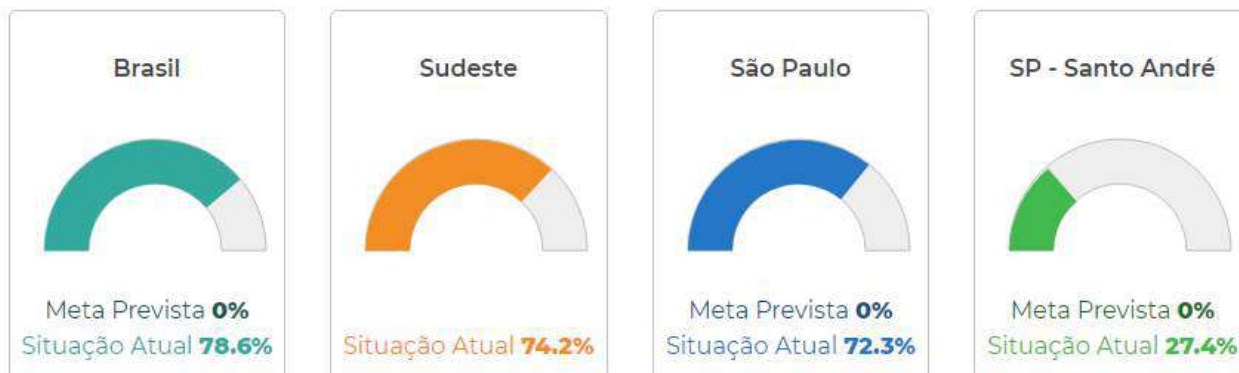 Brasil
Meta Prevista 0%
Situação Atual 78.6%
Sudeste
Situação Atual 74.2%
São Paulo
Meta Prevista 0%
Situação Atual 72.3%
SP - Santo André
Meta Prevista 0%
Situação Atual 27.4%